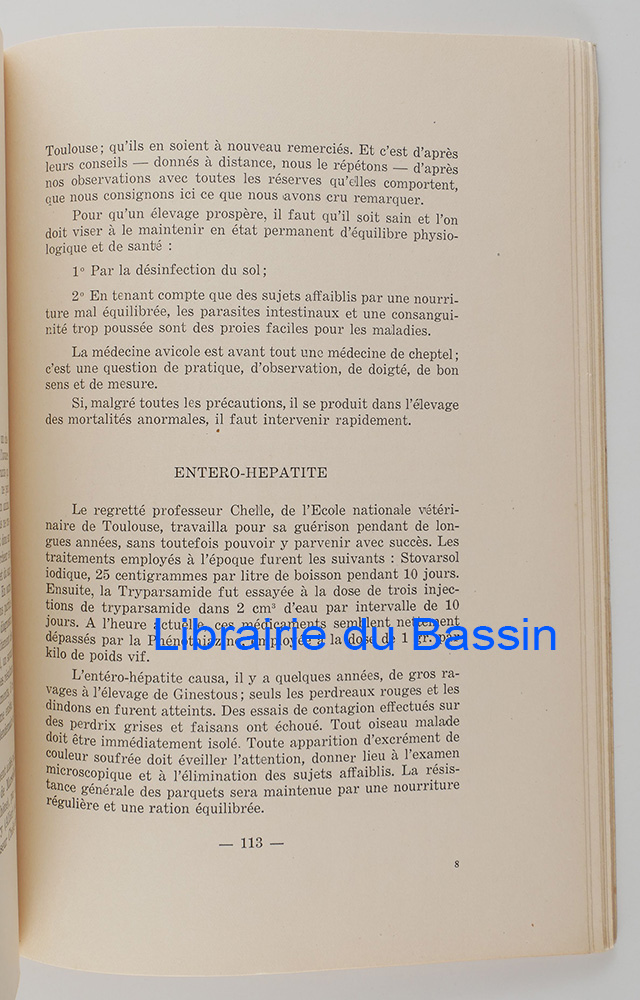 Toulouse; qu'ils en soient à nouveau remerciés. Et c'est d'après
leurs conseils — donnés à distance, nous le répétons — d'après
nos observations avec toutes les réserves qu'elles comportent,
que nous consignons ici ce que nous avons cru remarquer.
Pour qu'un élevage prospère, il faut qu'il soit sain et l'on
doit viser à le maintenir en état permanent d'équilibre physio-
logique et de santé :
1° Par la désinfection du sol;
2° En tenant compte que des sujets affaiblis par une nourri-
ture mal équilibrée, les parasites intestinaux et une consangui-
nité trop poussée sont des proies faciles pour les maladies.
La médecine avicole est avant tout une médecine de cheptel;
c'est une question de pratique, d'observation, de doigté, de bon
sens et de mesure.
Si, malgré toutes les précautions, il se produit dans l'élevage
des mortalités anormales, il faut intervenir rapidement.
ENTERO-HEPATITE
Le regretté professeur Chelle, de l'Ecole nationale vétéri-
naire de Toulouse, travailla pour sa guérison pendant de lon-
gues années, sans toutefois pouvoir y parvenir avec succès. Les
traitements employés à l'époque furent les suivants : Stovarsol
iodique, 25 centigrammes par litre de boisson pendant 10 jours.
Ensuite, la Tryparsamide fut essayée à la dose de trois injec-
tions de tryparsamide dans 2 cm³ d'eau par intervalle de 10
jours. A l'heure actuelle, ces médicaments semblent nettement
dépassés par la Phénothiazine employée à la dose de 1 gr. par
kilo de poids vif.
Librairie du Bassin
L'entéro-hépatite causa, il y a quelques années, de gros ra-
vages à l'élevage de Ginestous; seuls les perdreaux rouges et les
dindons en furent atteints. Des essais de contagion effectués sur
des perdrix grises et faisans ont échoué. Tout oiseau malade
doit être immédiatement isolé. Toute apparition d'excrément de
couleur soufrée doit éveiller l'attention, donner lieu à l'examen
microscopique et à l'élimination des sujets affaiblis. La résis-
tance générale des parquets sera maintenue par une nourriture
régulière et une ration équilibrée.
— 113 —
8